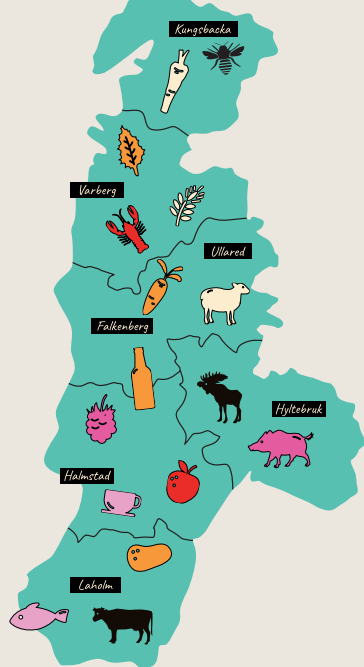 Kungsbacka
Varberg
Ullared
Falkenberg
Hyltebruk
Halmstad
Laholm